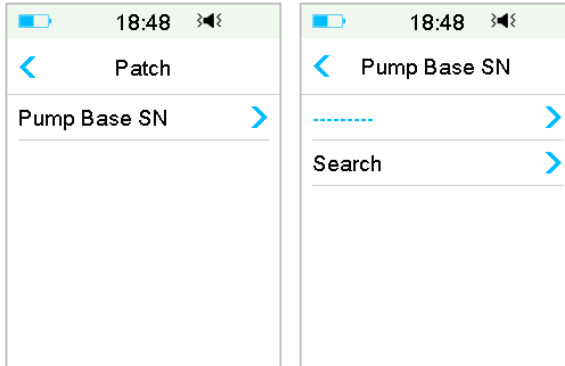 18:48
Patch
Pump Base SN
18:48
Pump Base SN
---------
Search